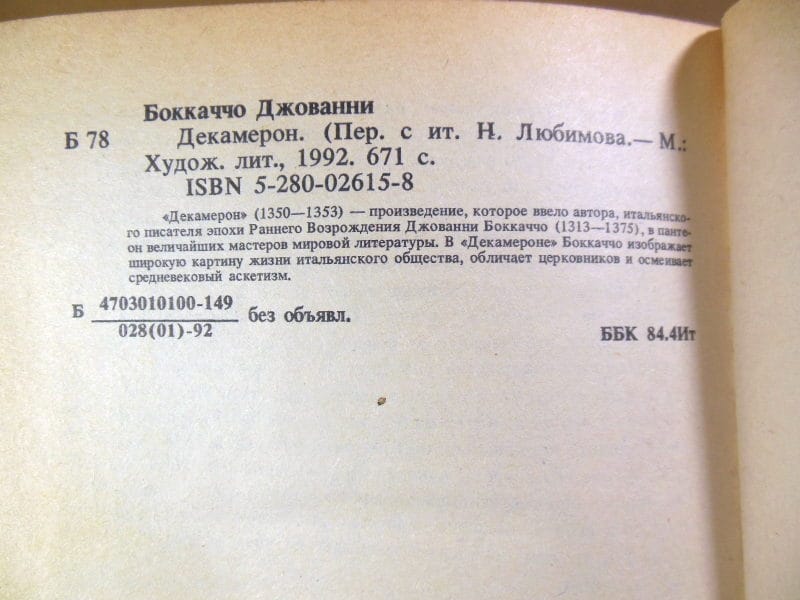 Боккаччо Джованни
Б 78 Декамерон. (Пер. с ит. Н. Любимова.— М.:
Худож. лит., 1992. 671 с.
ISBN 5-280-02615-8
«Декамерон» (1350—1353) — произведение, которое ввело автора, итальянско-
го писателя эпохи Раннего Возрождения Джованни Боккаччо (1313—1375), в панте-
он величайших мастеров мировой литературы. В «Декамероне» Боккаччо изображает
широкую картину жизни итальянского общества, обличает церковников и осмеивает
средневековый аскетизм.
Б 4703010100-149
028(01)-92 без объявл.
ББК 84.4Ит